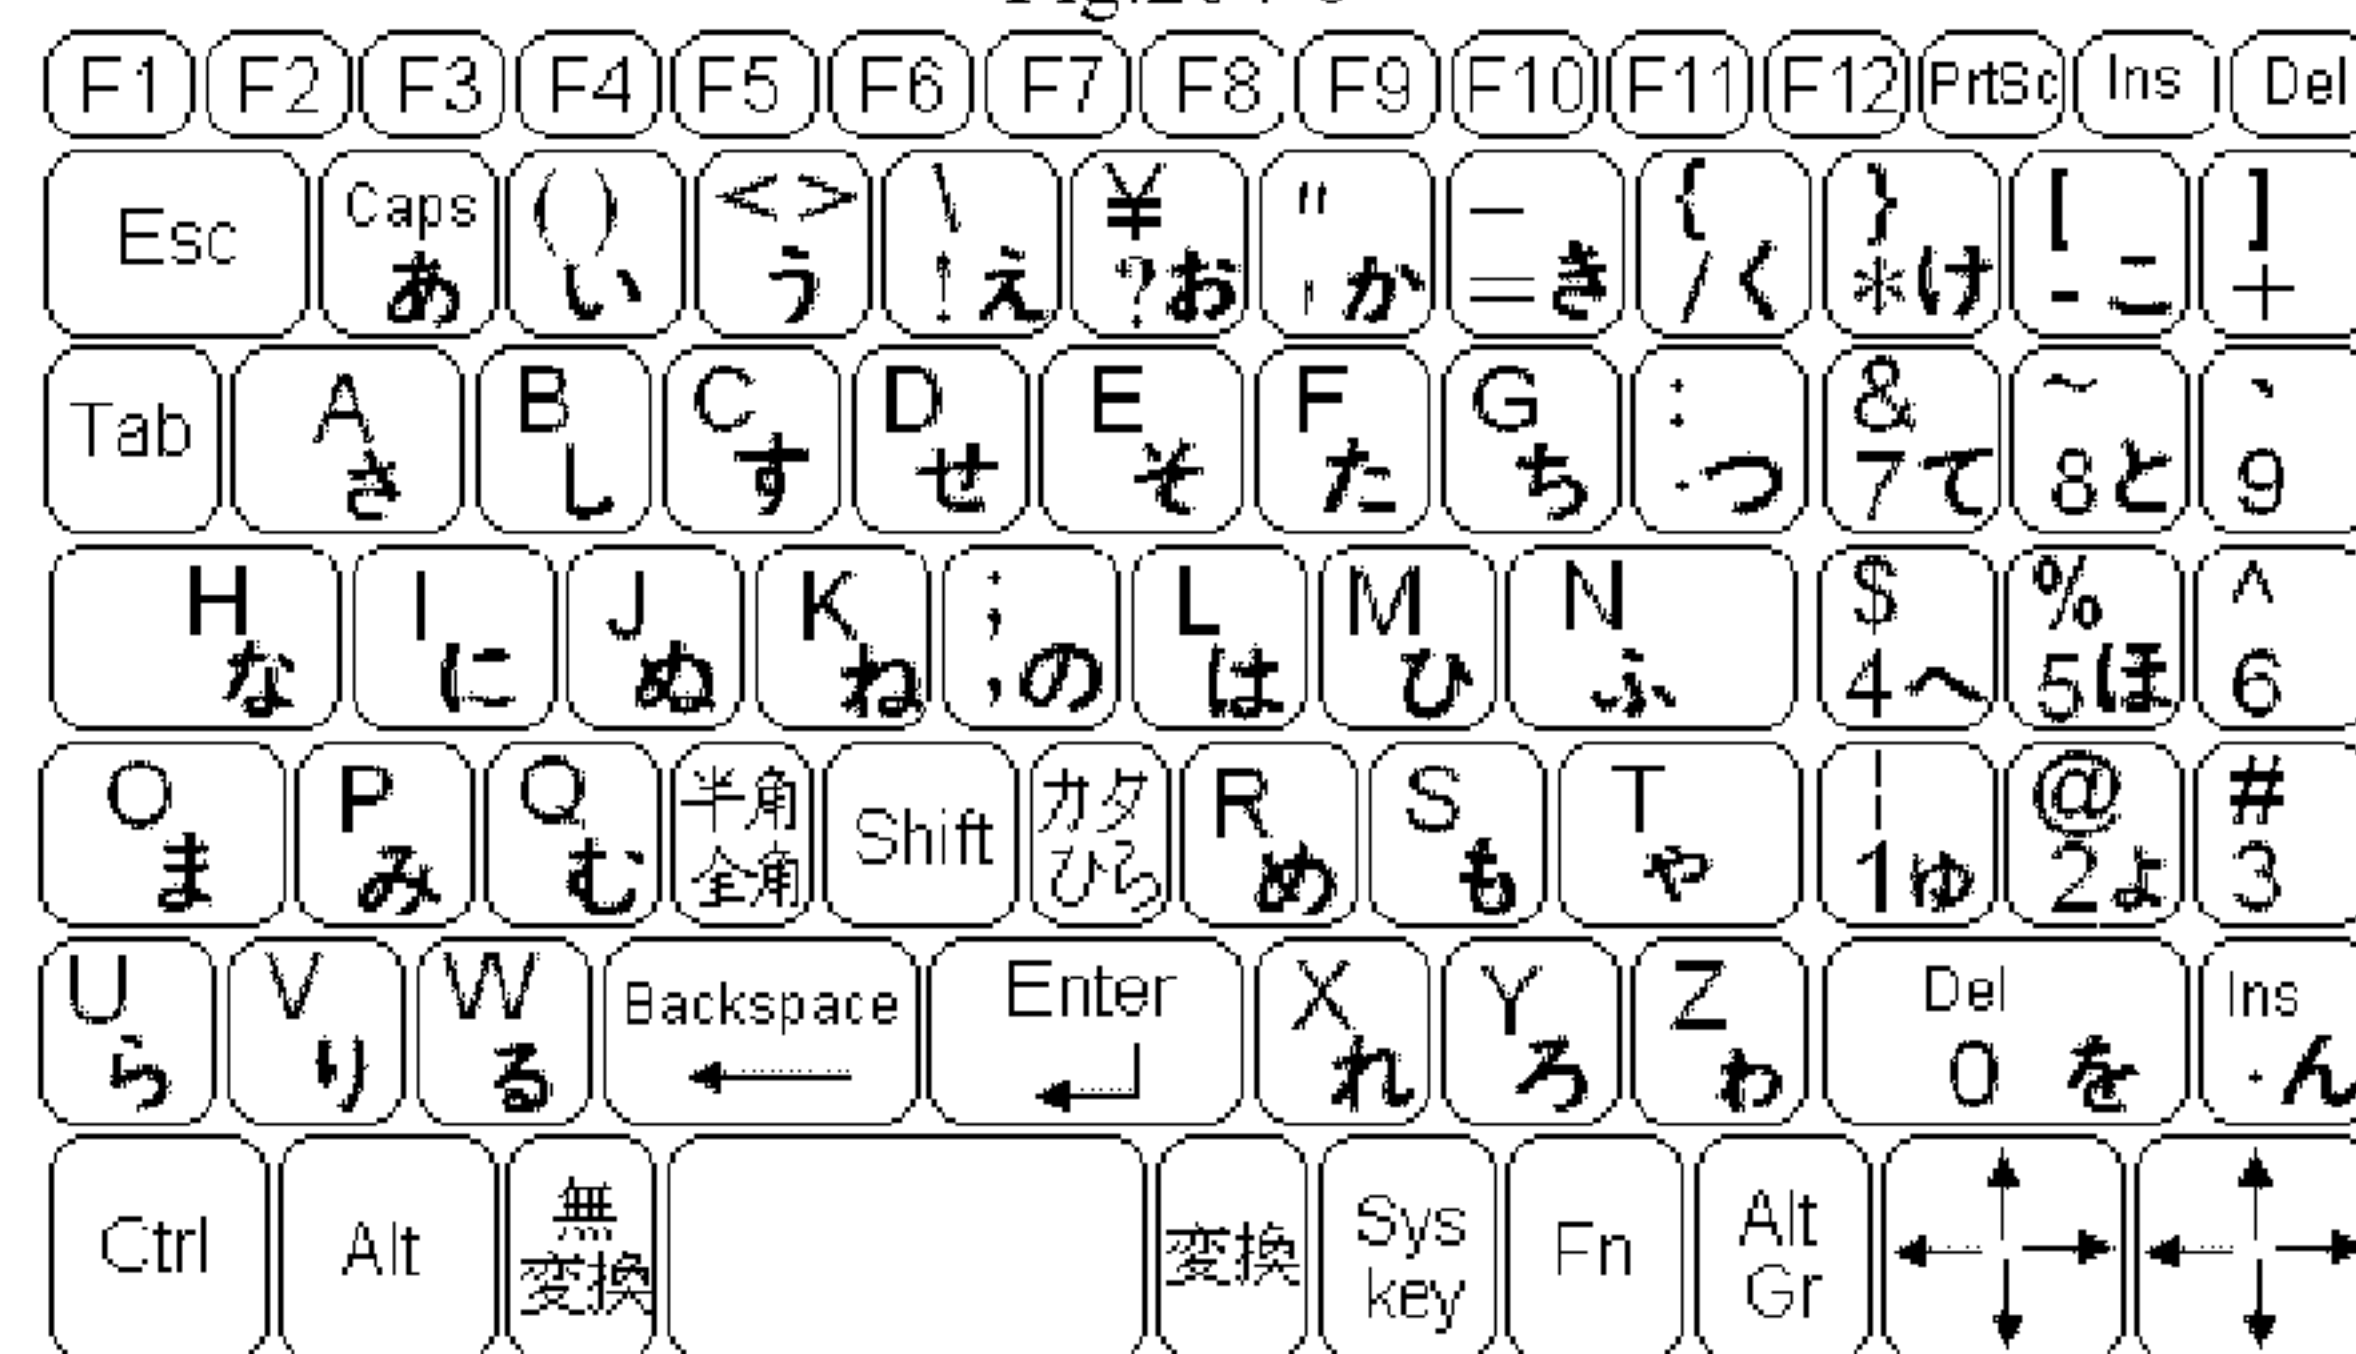 F1 F2 F3 F4 F5 F6 F7 F8 F9 F10 F11 F12 PrtSc Ins Del
Esc Caps あ ( ) い < > う \ ! え ¥ ? お " ' か _ = き { / く } * け [ - こ ] +
Tab A さ B し C す D せ E そ F た G ち : . つ & 7 て ~ 8 と ` 9
H な I に J ぬ K ね ; , の L は M ひ N ふ $ 4 へ % 5 ほ ^ 6
O ま P み Q む 半角 全角 Shift カタ ひら R め S も T や ¦ 1 ゆ @ 2 よ # 3
U ら V り W る Backspace ← Enter ↵ X れ Y ろ Z わ Del 0 を Ins . ん
Ctrl Alt 無変換 変換 Sys key Fn Alt Gr